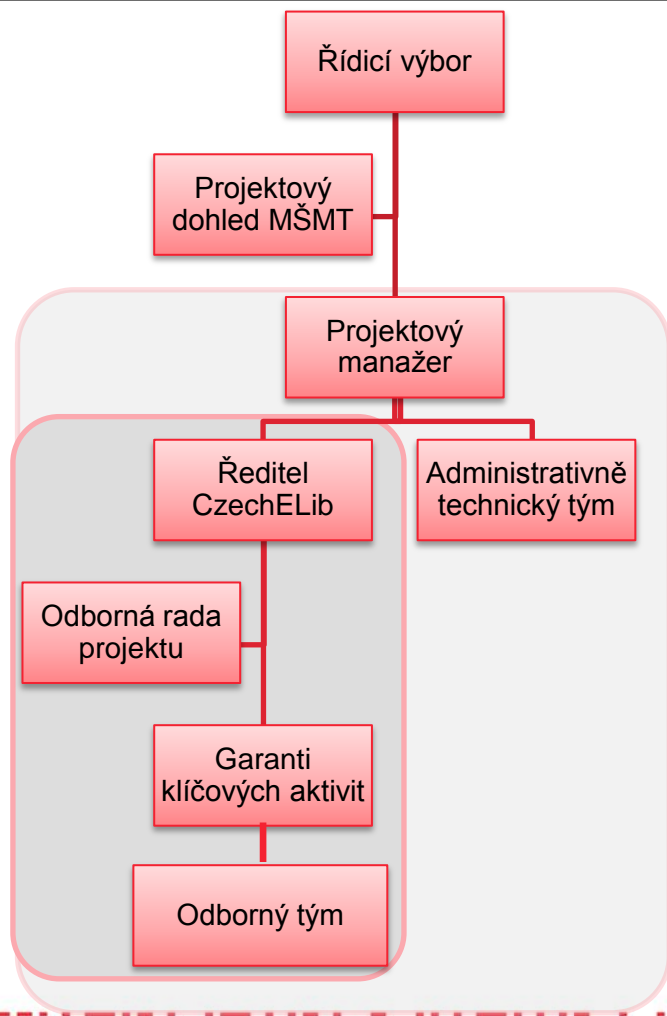 Řídicí výbor
Projektový
dohled MŠMT
Projektový
manažer
Ředitel
CzechELib
Administrativně
technický tým
Odborná rada
projektu
Garanti
klíčových aktivit
Odborný tým